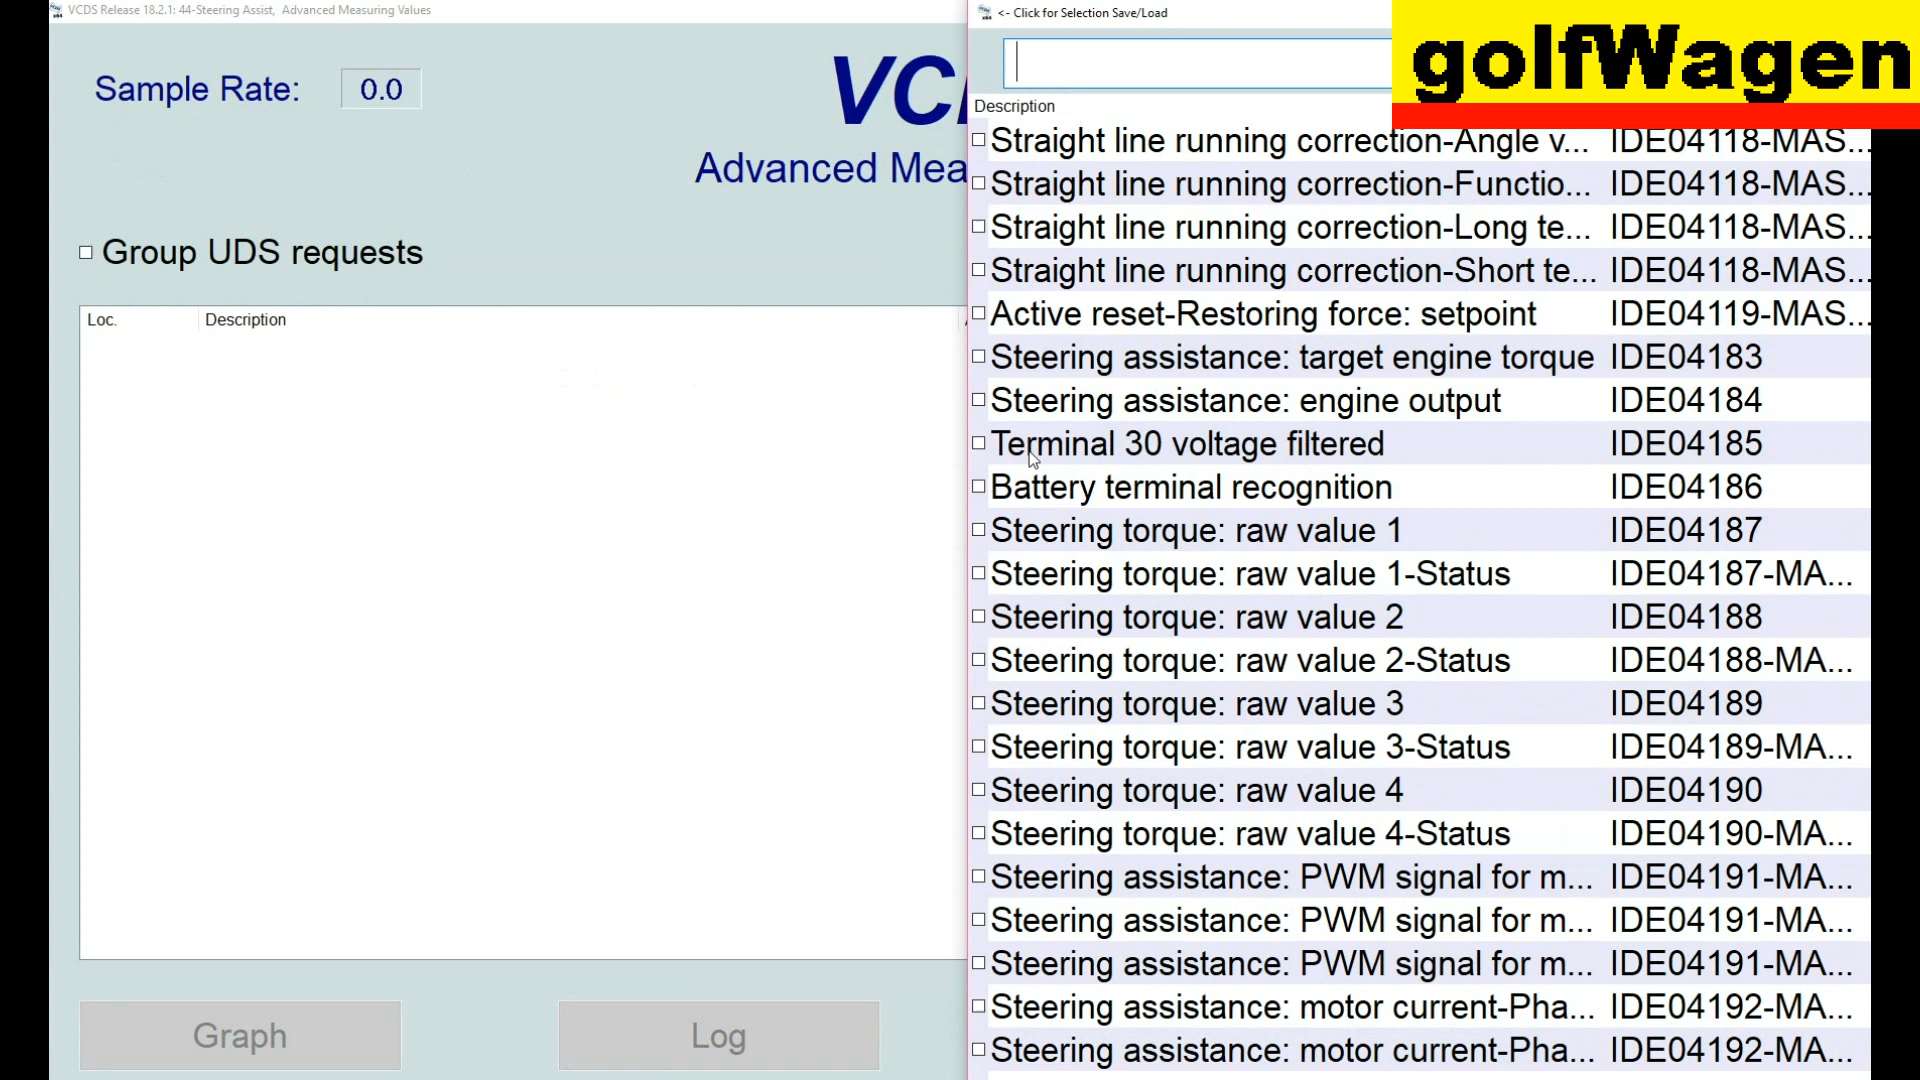 VCDS Release 18.2.1: 44-Steering Assist, Advanced Measuring Values
Sample Rate: 0.0
VC
Advanced Mea
Group UDS requests
Loc. Description
Graph Log
<- Click for Selection Save/Load
golfWagen
Description
Straight line running correction-Angle v... IDE04118-MAS...
Straight line running correction-Functio... IDE04118-MAS...
Straight line running correction-Long te... IDE04118-MAS...
Straight line running correction-Short te... IDE04118-MAS...
Active reset-Restoring force: setpoint IDE04119-MAS...
Steering assistance: target engine torque IDE04183
Steering assistance: engine output IDE04184
Terminal 30 voltage filtered IDE04185
Battery terminal recognition IDE04186
Steering torque: raw value 1 IDE04187
Steering torque: raw value 1-Status IDE04187-MA...
Steering torque: raw value 2 IDE04188
Steering torque: raw value 2-Status IDE04188-MA...
Steering torque: raw value 3 IDE04189
Steering torque: raw value 3-Status IDE04189-MA...
Steering torque: raw value 4 IDE04190
Steering torque: raw value 4-Status IDE04190-MA...
Steering assistance: PWM signal for m... IDE04191-MA...
Steering assistance: PWM signal for m... IDE04191-MA...
Steering assistance: PWM signal for m... IDE04191-MA...
Steering assistance: motor current-Pha... IDE04192-MA...
Steering assistance: motor current-Pha... IDE04192-MA...